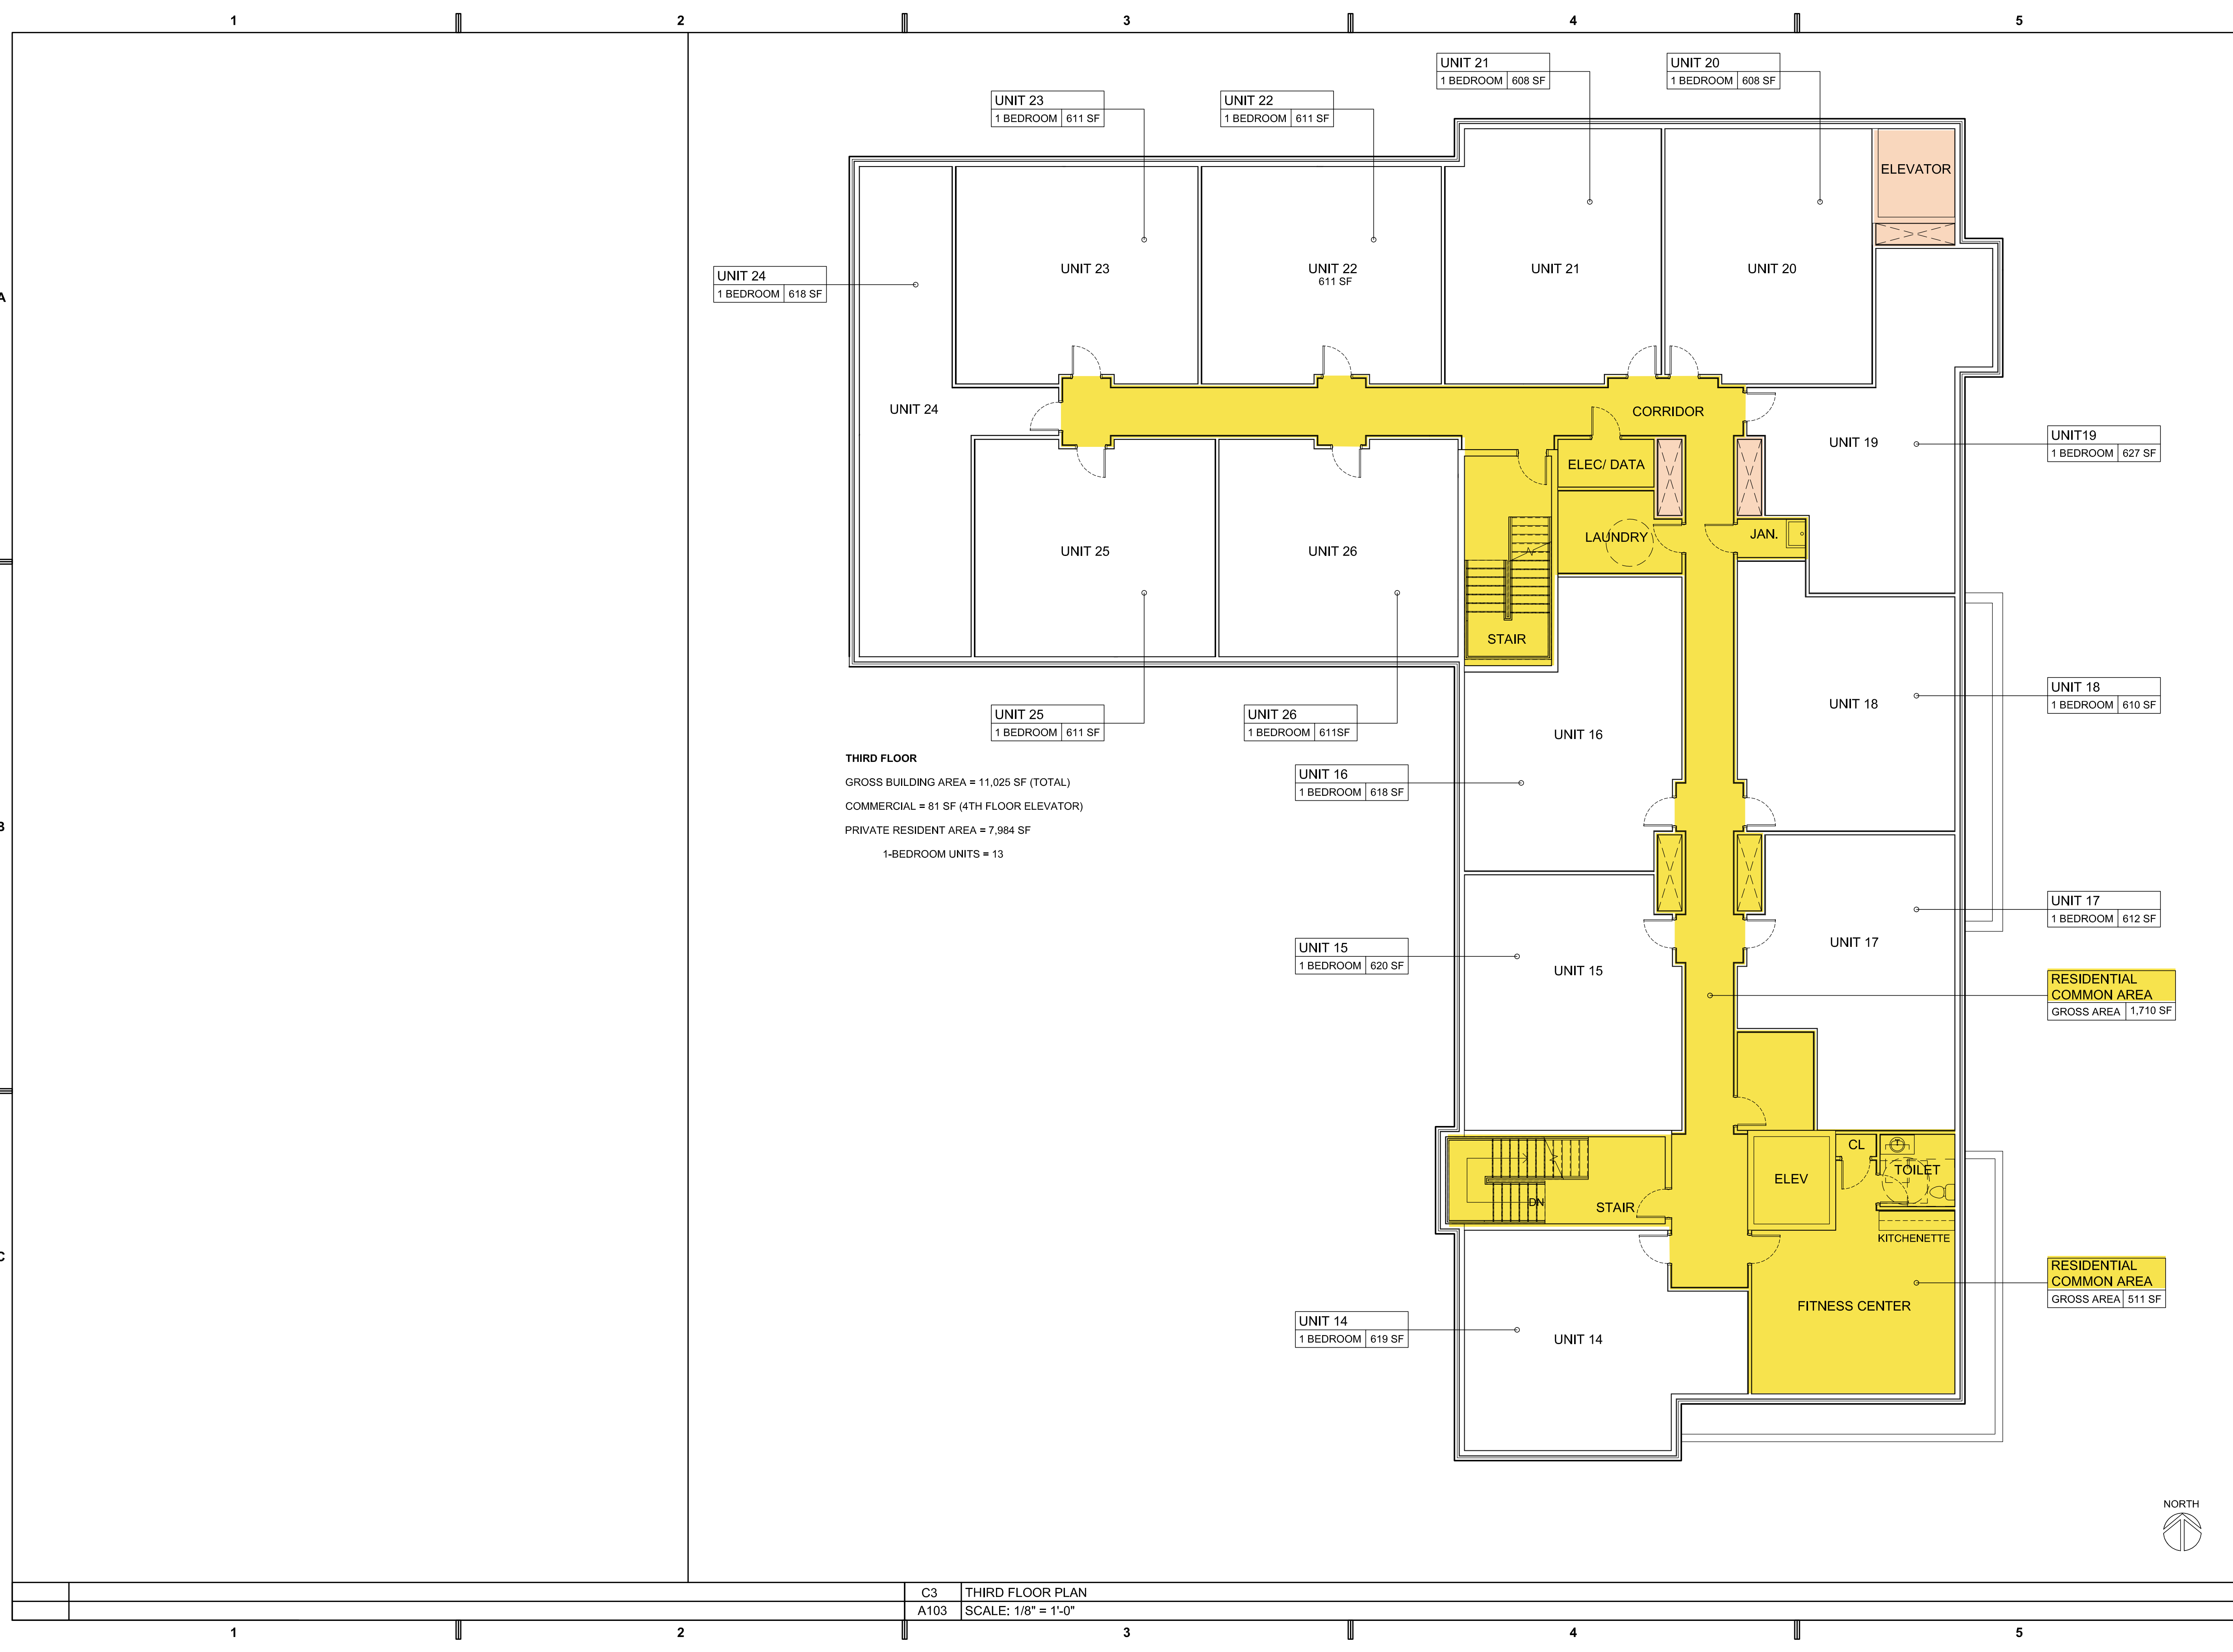 1 2 3 4 5
UNIT 21
1 BEDROOM 608 SF
UNIT 20
1 BEDROOM 608 SF
UNIT 23
1 BEDROOM 611 SF
UNIT 22
1 BEDROOM 611 SF
ELEVATOR
UNIT 23
UNIT 22
611 SF
UNIT 21
UNIT 20
UNIT 24
1 BEDROOM 618 SF
A
UNIT 24
CORRIDOR
UNIT 19
UNIT19
1 BEDROOM 627 SF
ELEC/ DATA
LAUNDRY
JAN.
UNIT 25
UNIT 26
STAIR
UNIT 18
1 BEDROOM 610 SF
UNIT 18
UNIT 25
1 BEDROOM 611 SF
UNIT 26
1 BEDROOM 611SF
UNIT 16
THIRD FLOOR
GROSS BUILDING AREA = 11,025 SF (TOTAL)
COMMERCIAL = 81 SF (4TH FLOOR ELEVATOR)
PRIVATE RESIDENT AREA = 7,984 SF
1-BEDROOM UNITS = 13
UNIT 16
1 BEDROOM 618 SF
B
UNIT 17
1 BEDROOM 612 SF
UNIT 17
UNIT 15
1 BEDROOM 620 SF
UNIT 15
RESIDENTIAL
COMMON AREA
GROSS AREA 1,710 SF
CL
TOILET
ELEV
DN
STAIR
KITCHENETTE
C
RESIDENTIAL
COMMON AREA
GROSS AREA 511 SF
FITNESS CENTER
UNIT 14
1 BEDROOM 619 SF
UNIT 14
NORTH
C3 THIRD FLOOR PLAN
A103 SCALE: 1/8" = 1'-0"
1 2 3 4 5